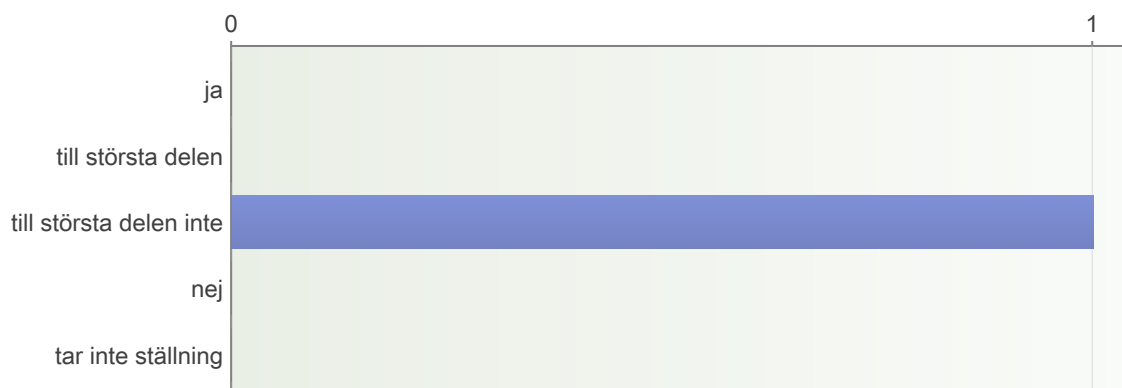 0 1
ja
till största delen
till största delen inte
nej
tar inte ställning